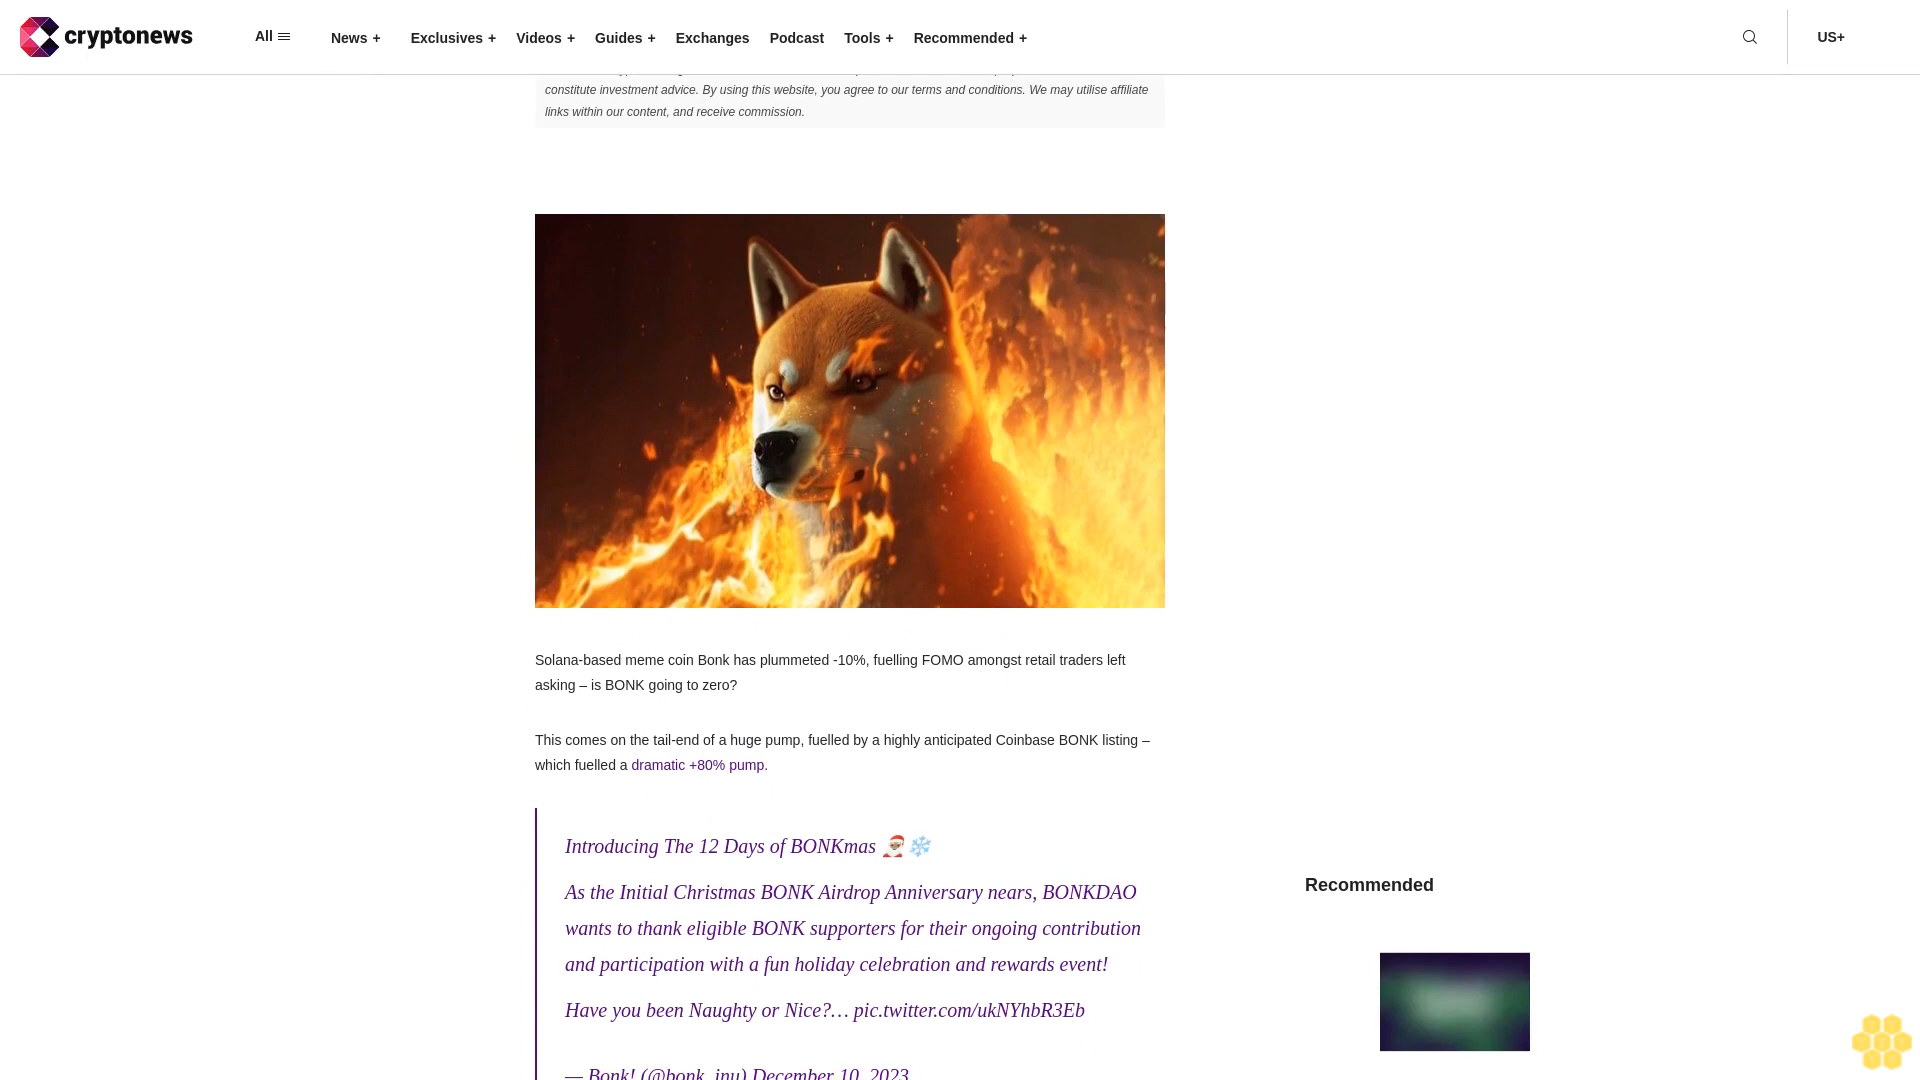 cryptonews
All
News +
Exclusives +
Videos +
Guides +
Exchanges
Podcast
Tools +
Recommended +
US+
constitute investment advice. By using this website, you agree to our terms and conditions. We may utilise affiliate
links within our content, and receive commission.
Solana-based meme coin Bonk has plummeted -10%, fuelling FOMO amongst retail traders left
asking – is BONK going to zero?
This comes on the tail-end of a huge pump, fuelled by a highly anticipated Coinbase BONK listing –
which fuelled a dramatic +80% pump.
Introducing The 12 Days of BONKmas 🎅🏽❄️
As the Initial Christmas BONK Airdrop Anniversary nears, BONKDAO
wants to thank eligible BONK supporters for their ongoing contribution
and participation with a fun holiday celebration and rewards event!
Have you been Naughty or Nice?… pic.twitter.com/ukNYhbR3Eb
— Bonk! (@bonk_inu) December 10, 2023
Recommended